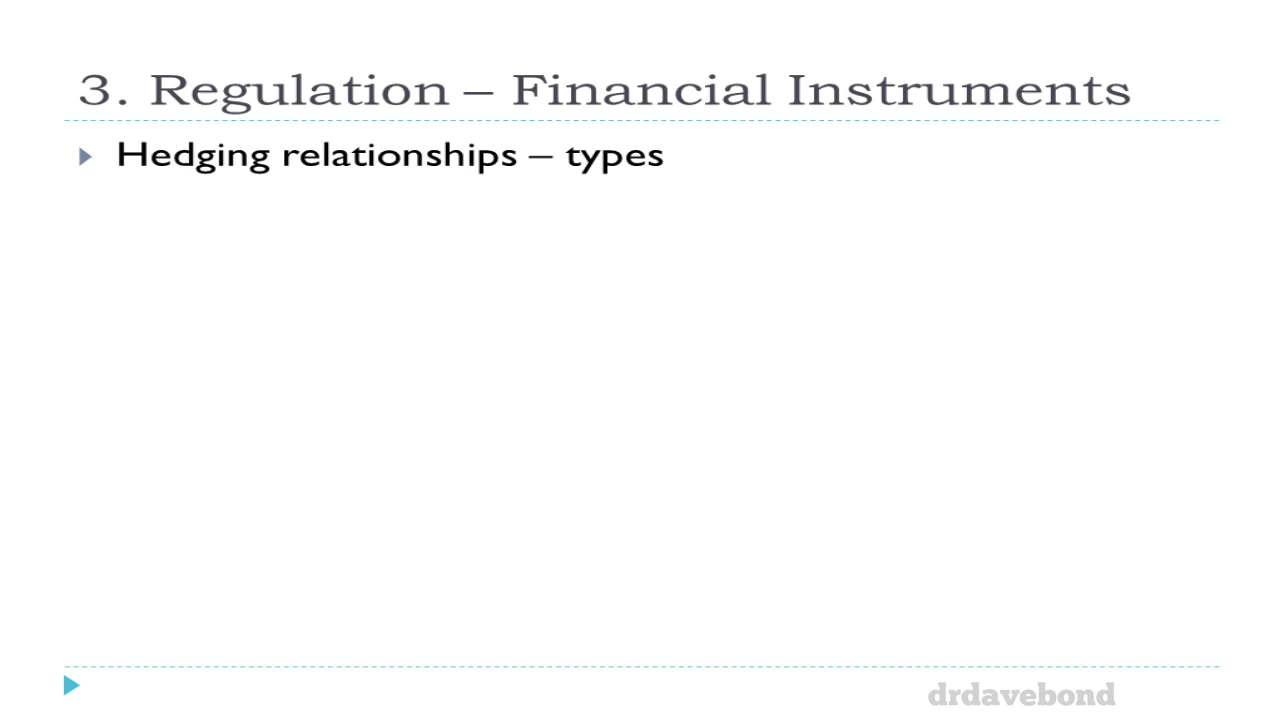 3. Regulation – Financial Instruments
Hedging relationships – types
drdavebond